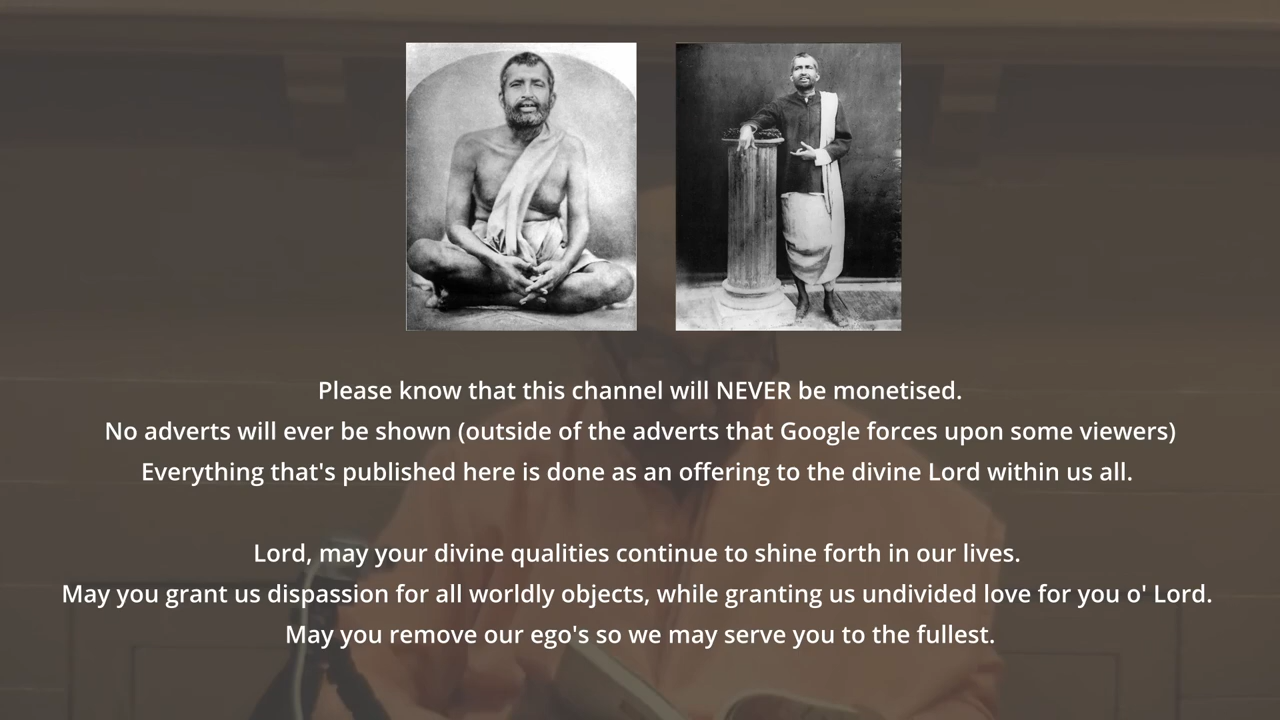 Please know that this channel will NEVER be monetised.
No adverts will ever be shown (outside of the adverts that Google forces upon some viewers)
Everything that's published here is done as an offering to the divine Lord within us all.
Lord, may your divine qualities continue to shine forth in our lives.
May you grant us dispassion for all worldly objects, while granting us undivided love for you o' Lord.
May you remove our ego's so we may serve you to the fullest.